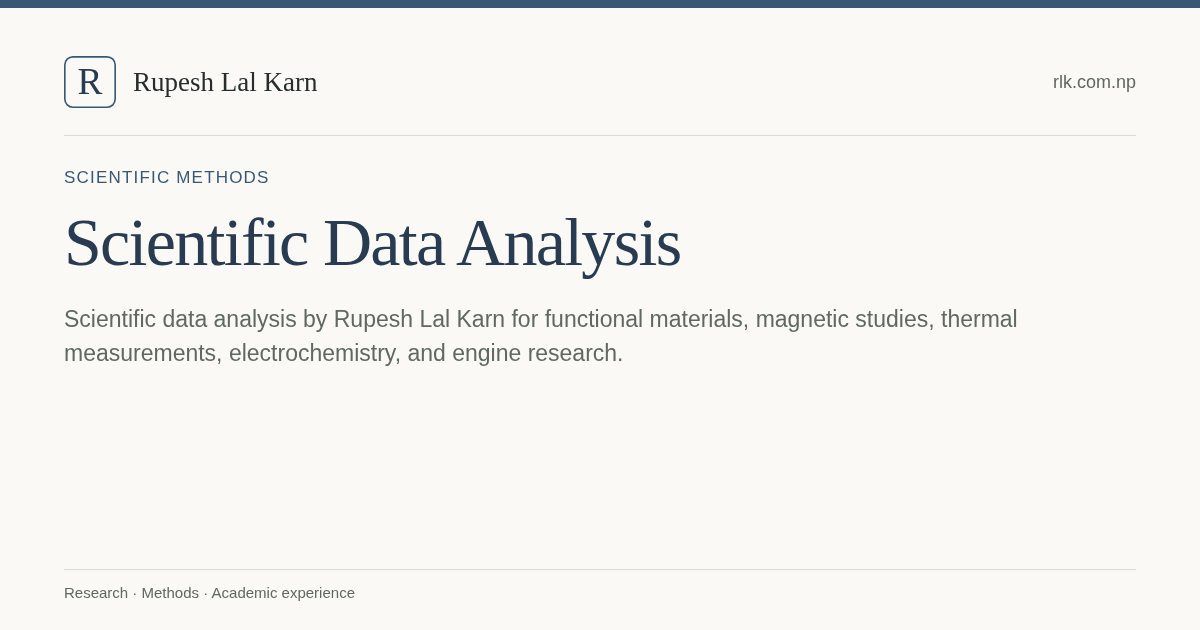 R
Rupesh Lal Karn
rlk.com.np
SCIENTIFIC METHODS
Scientific Data Analysis
Scientific data analysis by Rupesh Lal Karn for functional materials, magnetic studies, thermal
measurements, electrochemistry, and engine research.
Research · Methods · Academic experience